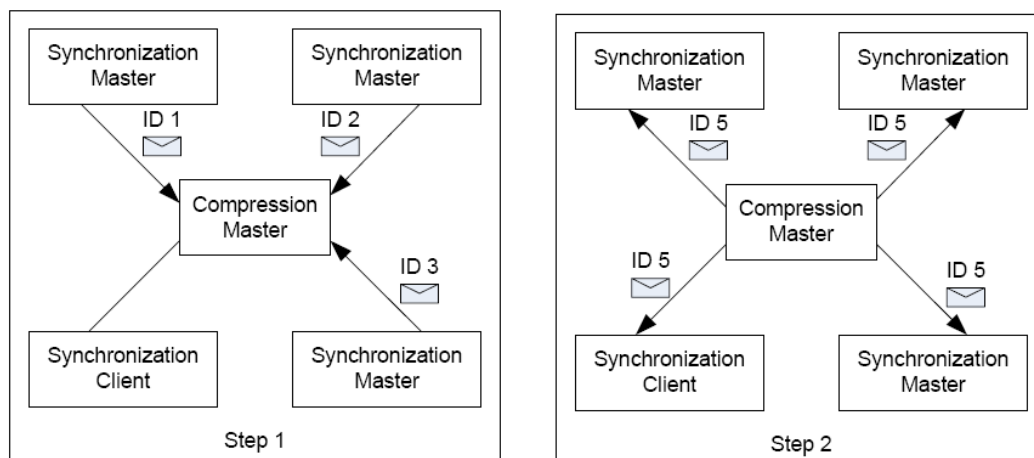 Synchronization
Master
Synchronization
Master
ID 1
ID 2
Compression
Master
ID 3
Synchronization
Client
Synchronization
Master
Step 1
Synchronization
Master
Synchronization
Master
ID 5
ID 5
Compression
Master
ID 5
ID 5
Synchronization
Client
Synchronization
Master
Step 2